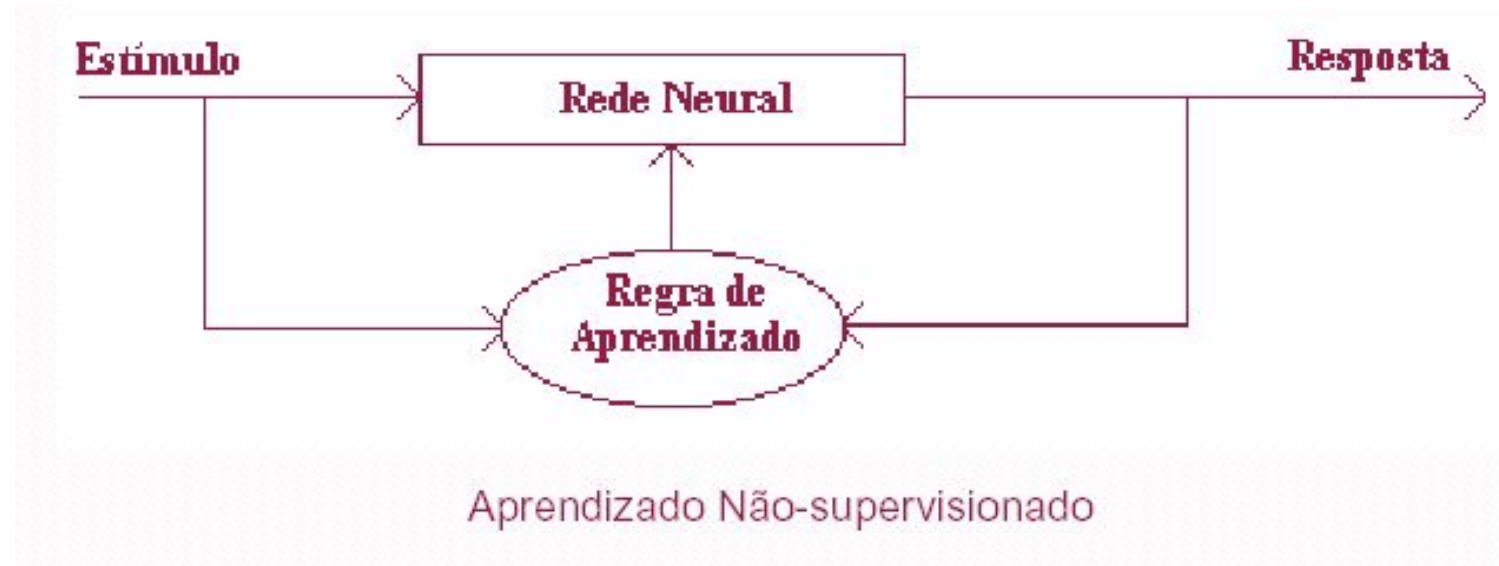 Estímulo
Resposta
Rede Neural
Regra de
Aprendizado
Aprendizado Não-supervisionado